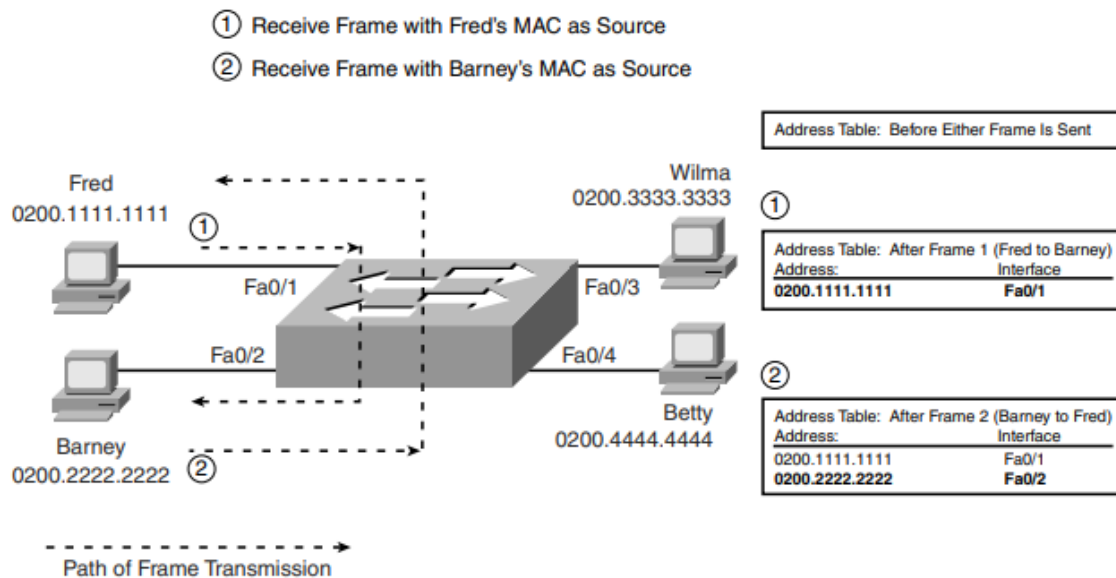 ① Receive Frame with Fred's MAC as Source
② Receive Frame with Barney's MAC as Source
Address Table: Before Either Frame Is Sent
Fred
0200.1111.1111
Wilma
0200.3333.3333
①
①
Address Table: After Frame 1 (Fred to Barney)
Address: Interface
0200.1111.1111 Fa0/1
Fa0/1
Fa0/3
Fa0/2
Fa0/4
Barney
0200.2222.2222
②
Betty
0200.4444.4444
②
Address Table: After Frame 2 (Barney to Fred)
Address: Interface
0200.1111.1111 Fa0/1
0200.2222.2222 Fa0/2
Path of Frame Transmission